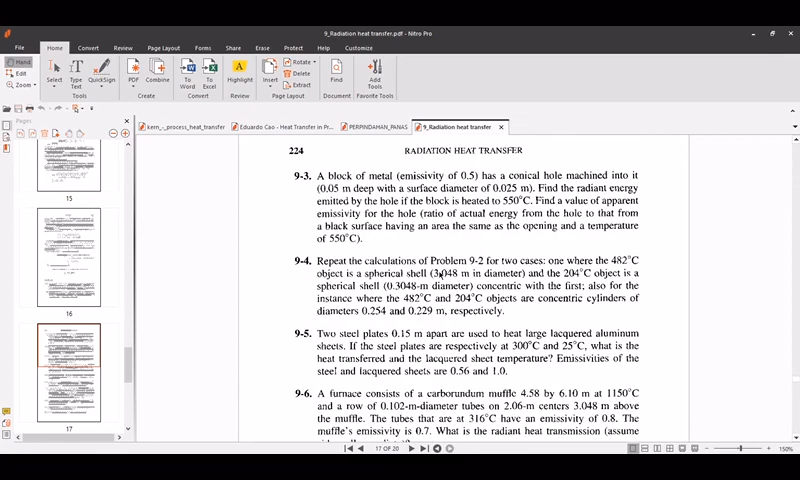 9_Radiation heat transfer.pdf - Nitro Pro
File Home Convert Review Page Layout Forms Share Erase Protect Help Customize
Hand
Edit
Zoom
Select
Type Text
QuickSign
PDF
Combine
To Word
To Excel
Highlight
Insert
Rotate
Delete
Extract
Find
Add Tools
Tools Create Convert Review Page Layout Document Favorite Tools
Pages
kern_-_process_heat_transfer
Eduardo Cao - Heat Transfer in Pr...
PERPINDAHAN_PANAS
9_Radiation heat transfer
15
16
17
224 RADIATION HEAT TRANSFER
9-3. A block of metal (emissivity of 0.5) has a conical hole machined into it
(0.05 m deep with a surface diameter of 0.025 m). Find the radiant energy
emitted by the hole if the block is heated to 550°C. Find a value of apparent
emissivity for the hole (ratio of actual energy from the hole to that from
a black surface having an area the same as the opening and a temperature
of 550°C).
9-4. Repeat the calculations of Problem 9-2 for two cases: one where the 482°C
object is a spherical shell (3.048 m in diameter) and the 204°C object is a
spherical shell (0.3048-m diameter) concentric with the first; also for the
instance where the 482°C and 204°C objects are concentric cylinders of
diameters 0.254 and 0.229 m, respectively.
9-5. Two steel plates 0.15 m apart are used to heat large lacquered aluminum
sheets. If the steel plates are respectively at 300°C and 25°C, what is the
heat transferred and the lacquered sheet temperature? Emissivities of the
steel and lacquered sheets are 0.56 and 1.0.
9-6. A furnace consists of a carborundum muffle 4.58 by 6.10 m at 1150°C
and a row of 0.102-m-diameter tubes on 2.06-m centers 3.048 m above
the muffle. The tubes that are at 316°C have an emissivity of 0.8. The
muffle's emissivity is 0.7. What is the radiant heat transmission (assume
17 OF 20
150%